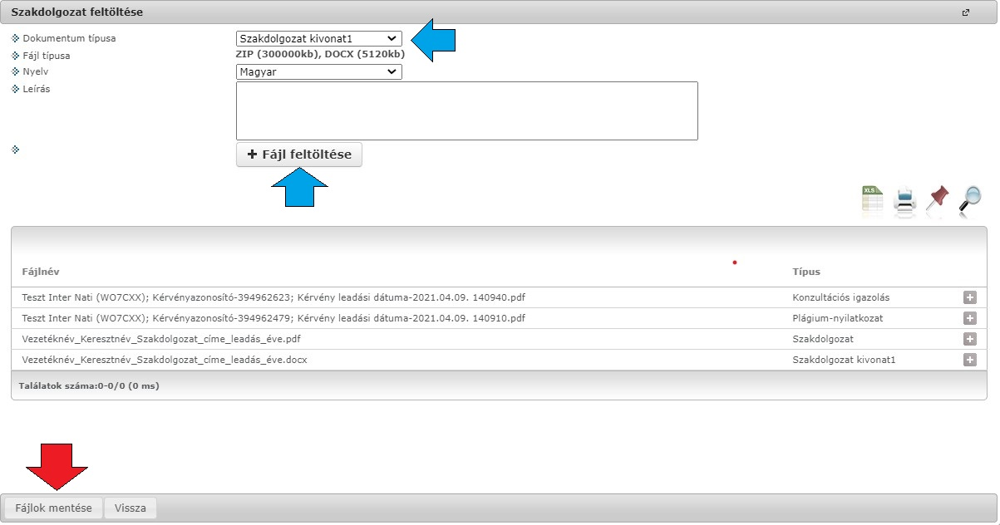 Szakdolgozat feltöltése
Dokumentum típusa
Szakdolgozat kivonat1
Fájl típusa
ZIP (300000kb), DOCX (5120kb)
Nyelv
Magyar
Leírás
+ Fájl feltöltése
XLS
Fájlnév Típus
Teszt Inter Nati (WO7CXX); Kérvényazonosító-394962623; Kérvény leadási dátuma-2021.04.09. 140940.pdf Konzultációs igazolás
Teszt Inter Nati (WO7CXX); Kérvényazonosító-394962479; Kérvény leadási dátuma-2021.04.09. 140910.pdf Plágium-nyilatkozat
Vezetéknév_Keresztnév_Szakdolgozat_címe_leadás_éve.pdf Szakdolgozat
Vezetéknév_Keresztnév_Szakdolgozat_címe_leadás_éve.docx Szakdolgozat kivonat1
Találatok száma:0-0/0 (0 ms)
Fájlok mentése Vissza